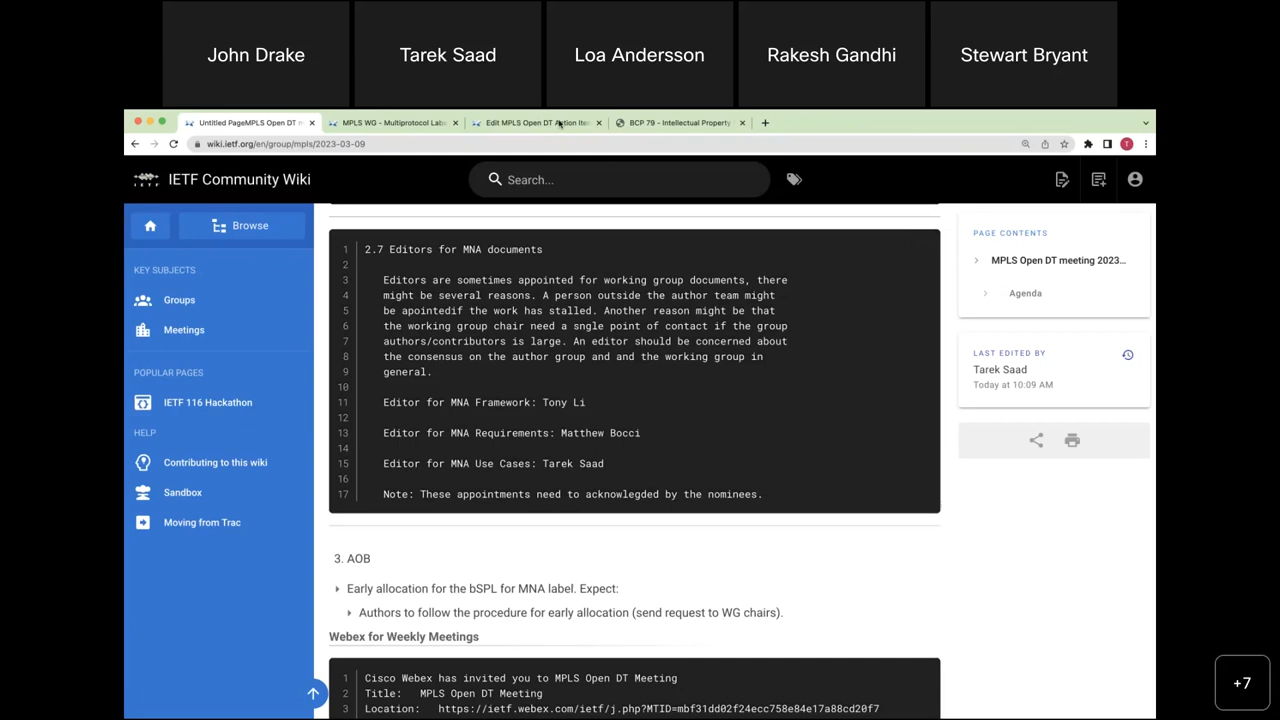 John Drake
Tarek Saad
Loa Andersson
Rakesh Gandhi
Stewart Bryant
Untitled PageMPLS Open DT m
MPLS WG - Multiprotocol Labe
Edit MPLS Open DT Action Item
BCP 79 - Intellectual Property
wiki.ietf.org/en/group/mpls/2023-03-09
T
IETF
IETF Community Wiki
Search...
Browse
KEY SUBJECTS
Groups
Meetings
POPULAR PAGES
IETF 116 Hackathon
HELP
Contributing to this wiki
Sandbox
Moving from Trac
1 2.7 Editors for MNA documents
2
3 Editors are sometimes appointed for working group documents, there
4 might be several reasons. A person outside the author team might
5 be apointedif the work has stalled. Another reason might be that
6 the working group chair need a sngle point of contact if the group
7 authors/contributors is large. An editor should be concerned about
8 the consensus on the author group and and the working group in
9 general.
10
11 Editor for MNA Framework: Tony Li
12
13 Editor for MNA Requirements: Matthew Bocci
14
15 Editor for MNA Use Cases: Tarek Saad
16
17 Note: These appointments need to acknowlegded by the nominees.
3. AOB
Early allocation for the bSPL for MNA label. Expect:
Authors to follow the procedure for early allocation (send request to WG chairs).
Webex for Weekly Meetings
1 Cisco Webex has invited you to MPLS Open DT Meeting
2 Title: MPLS Open DT Meeting
3 Location: https://ietf.webex.com/ietf/j.php?MTID=mbf31dd02f24ecc758e84e17a88cd20f7
PAGE CONTENTS
MPLS Open DT meeting 2023...
Agenda
LAST EDITED BY
Tarek Saad
Today at 10:09 AM
+7